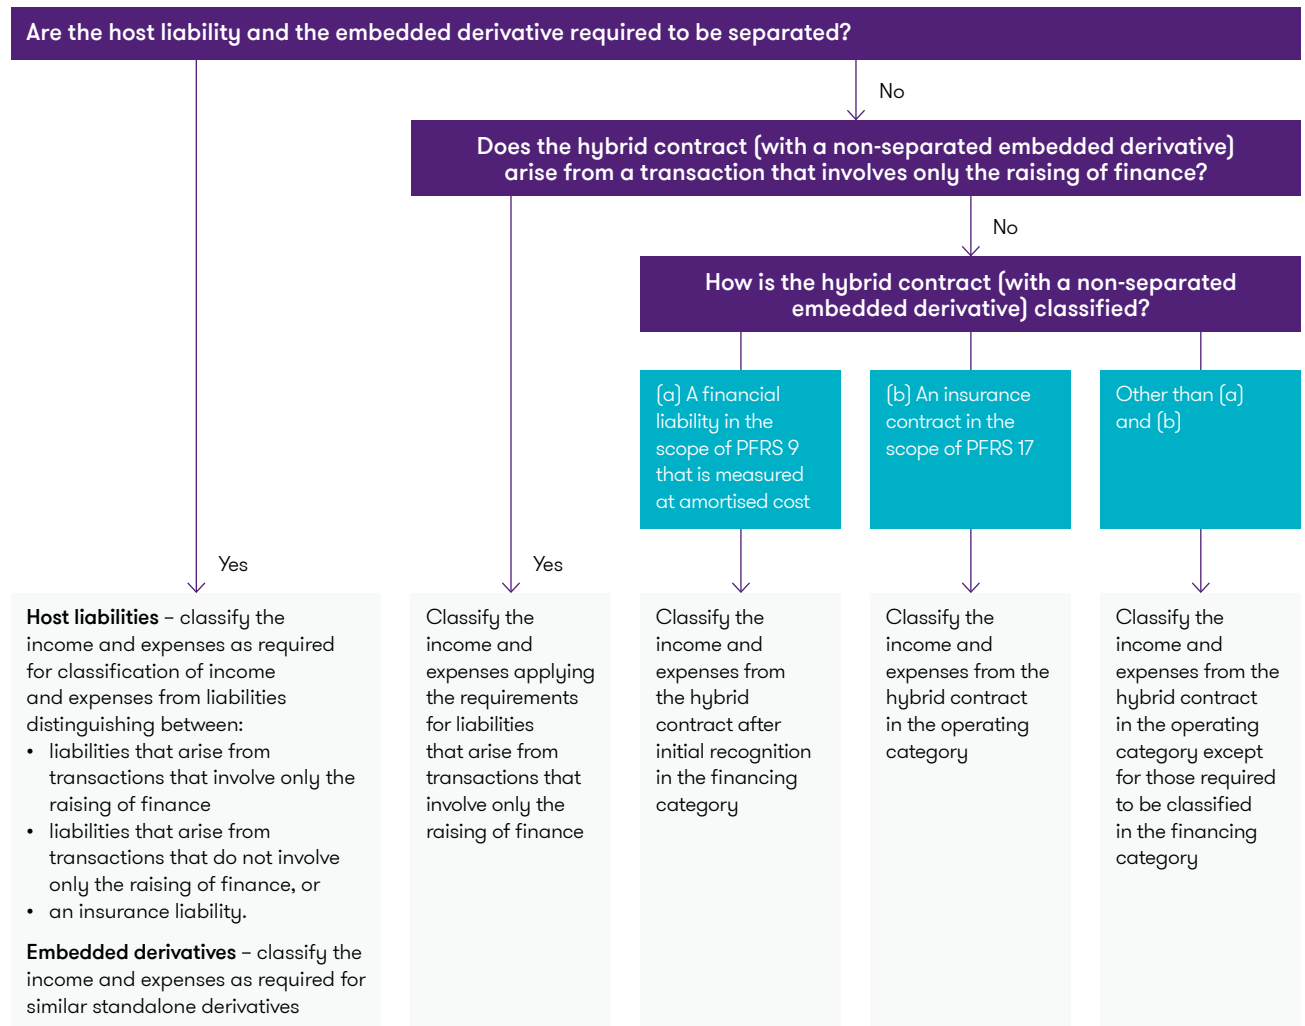 Are the host liability and the embedded derivative required to be separated?
No
Does the hybrid contract (with a non-separated embedded derivative)
arise from a transaction that involves only the raising of finance?
No
How is the hybrid contract (with a non-separated
embedded derivative) classified?
(a) A financial
liability in the
scope of PFRS 9
that is measured
at amortised cost
(b) An insurance
contract in the
scope of PFRS 17
Other than (a)
and (b)
Yes
Yes
Host liabilities – classify the
income and expenses as required
for classification of income
and expenses from liabilities
distinguishing between:
• liabilities that arise from
transactions that involve only the
raising of finance
• liabilities that arise from
transactions that do not involve
only the raising of finance, or
• an insurance liability.
Embedded derivatives – classify the
income and expenses as required for
similar standalone derivatives
Classify the
income and
expenses applying
the requirements
for liabilities
that arise from
transactions that
involve only the
raising of finance
Classify the
income and
expenses from
the hybrid
contract after
initial recognition
in the financing
category
Classify the
income and
expenses from the
hybrid contract
in the operating
category
Classify the
income and
expenses from the
hybrid contract
in the operating
category except
for those required
to be classified
in the financing
category